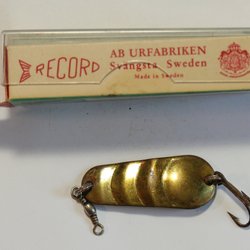 RECORD
AB URFABRIKEN
Svängsta Sweden
Made in Sweden